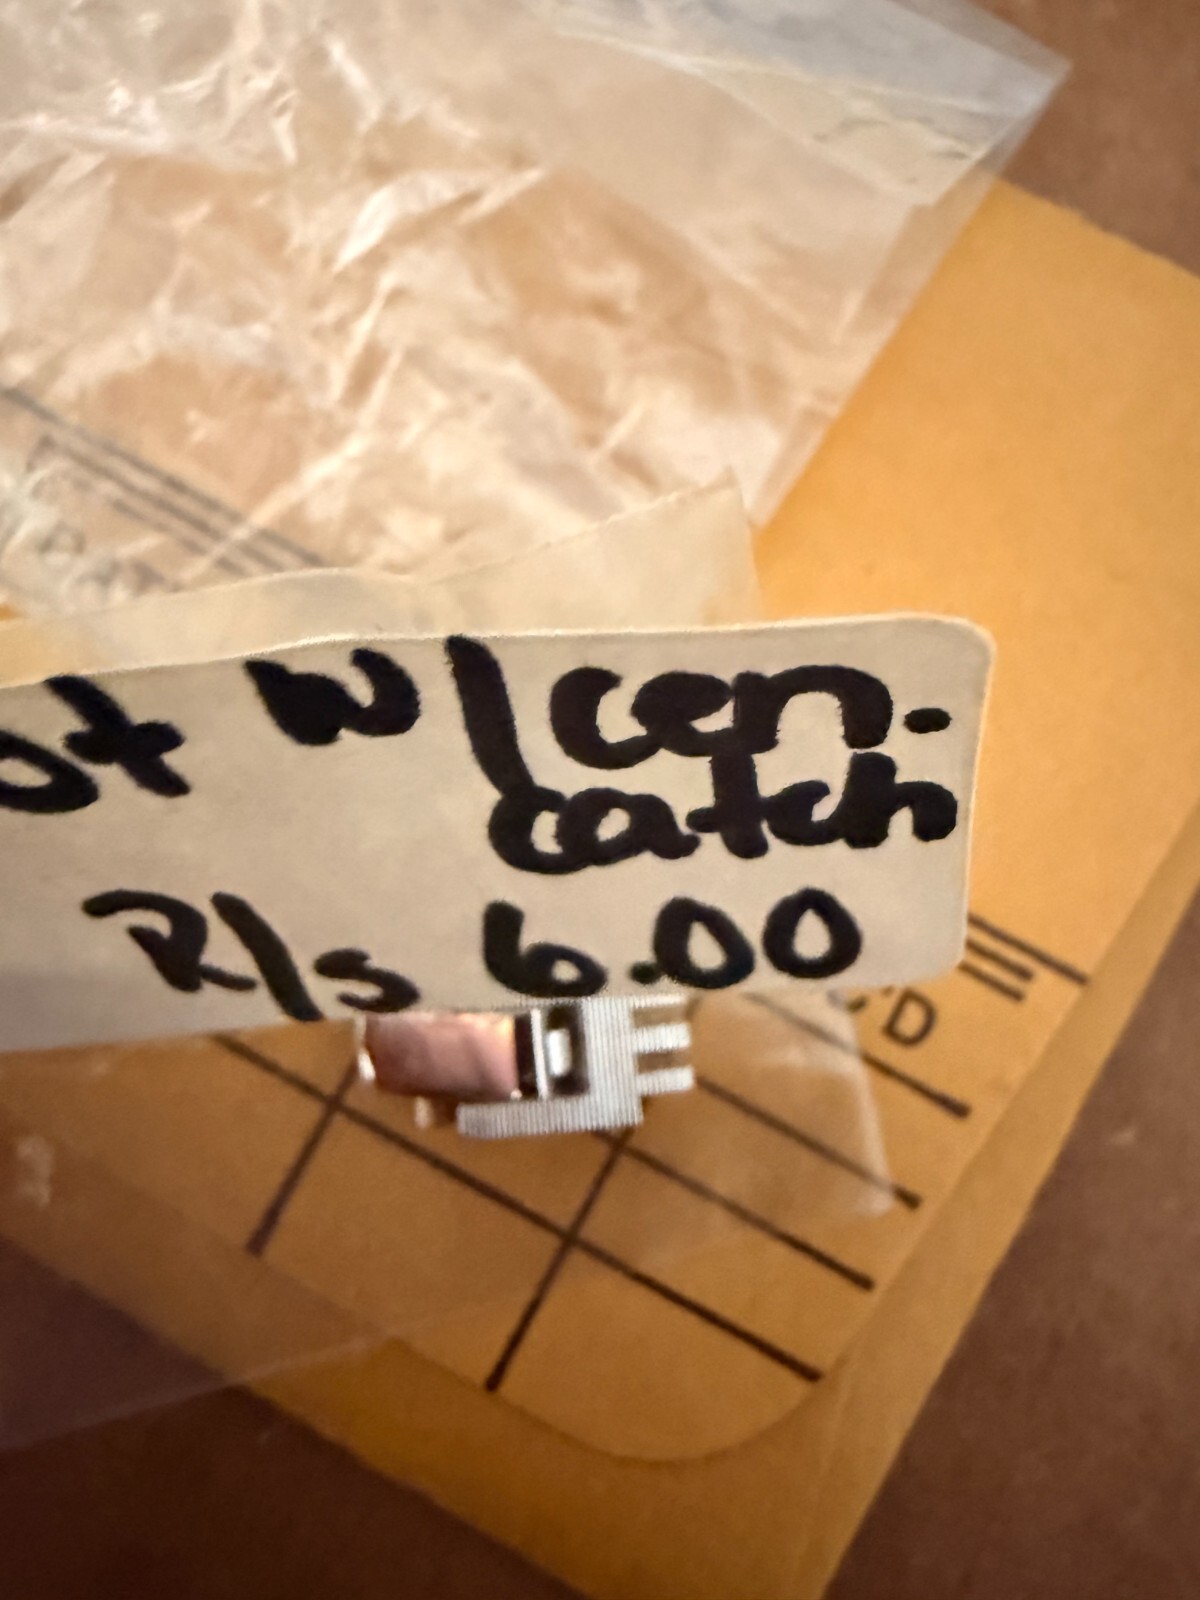 w/cen.
catch
R/s 6.00
C'D